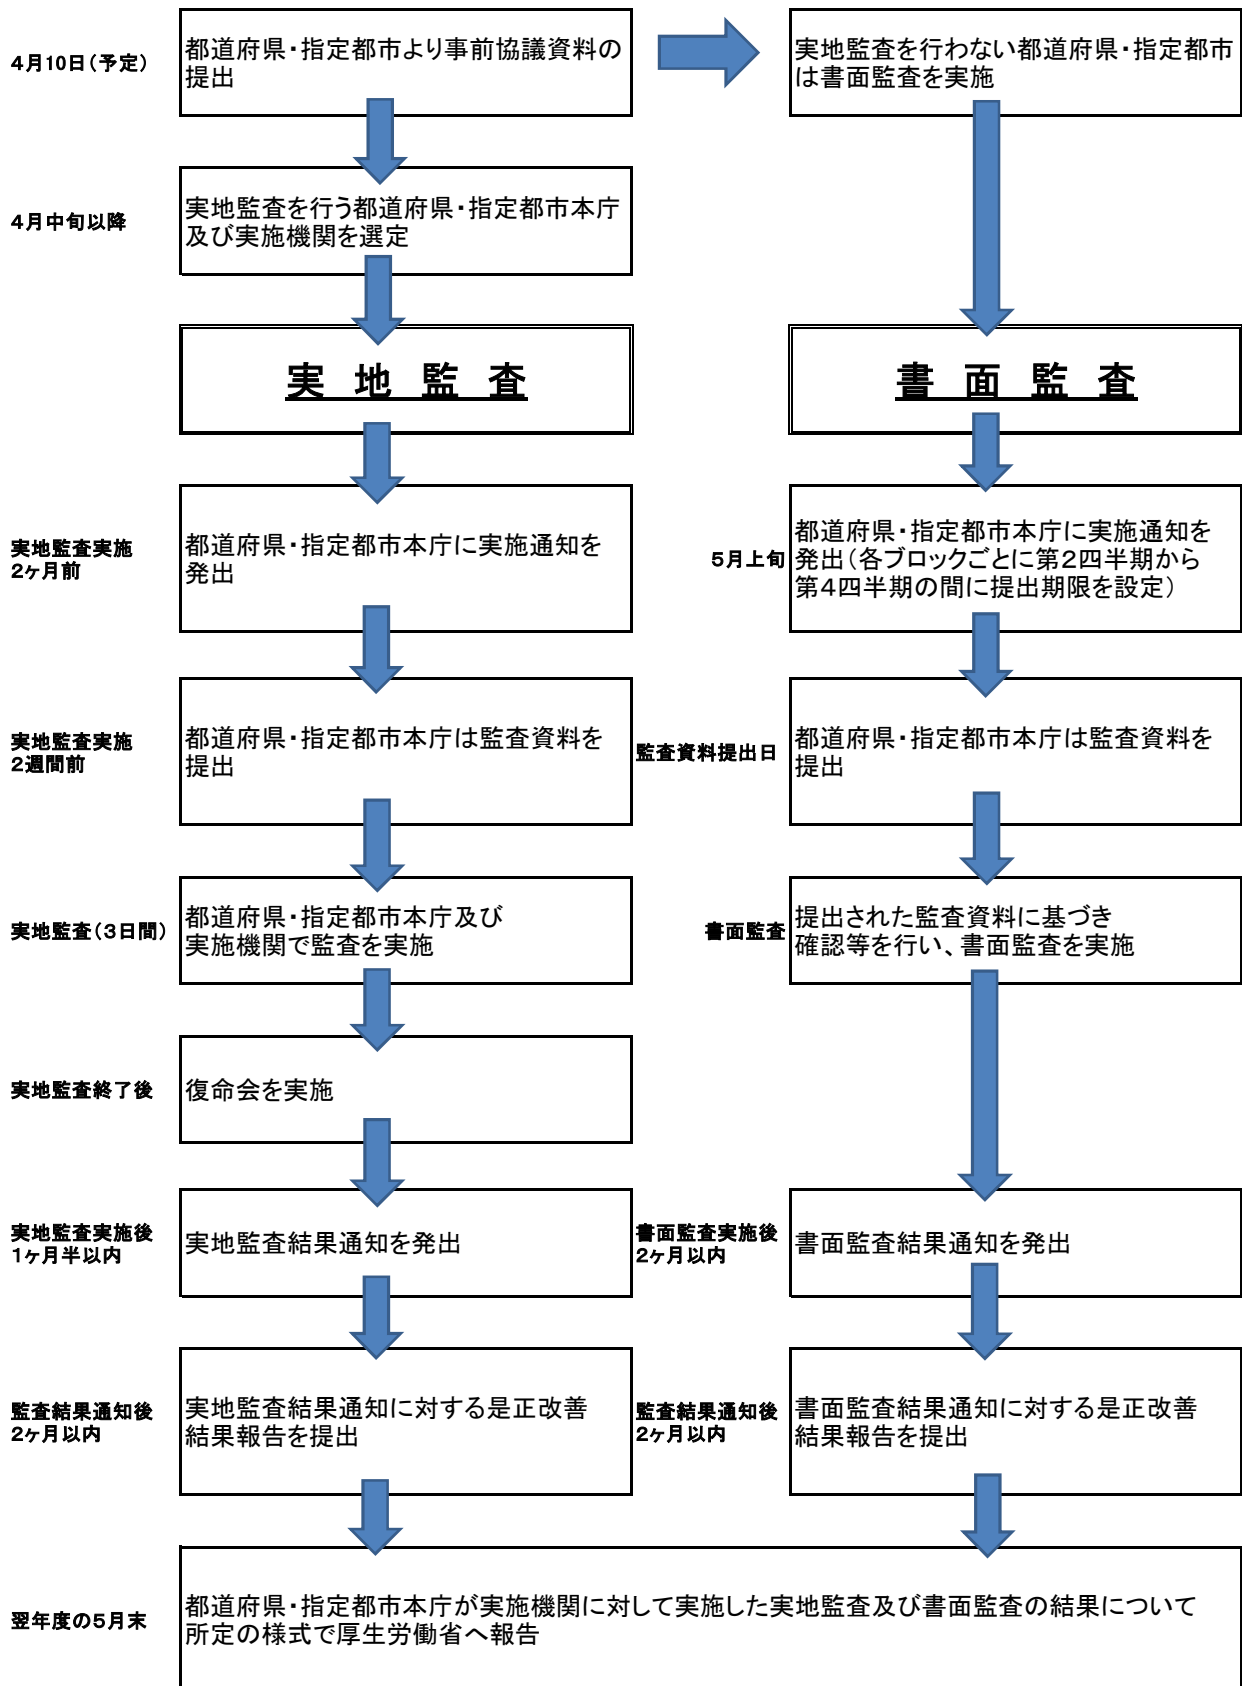 4月10日（予定）
都道府県・指定都市より事前協議資料の
提出
実地監査を行わない都道府県・指定都市
は書面監査を実施
4月中旬以降
実地監査を行う都道府県・指定都市本庁
及び実施機関を選定
実　地　監　査
書　面　監　査
実地監査実施
2ヶ月前
都道府県・指定都市本庁に実施通知を
発出
5月上旬
都道府県・指定都市本庁に実施通知を
発出（各ブロックごとに第2四半期から
第4四半期の間に提出期限を設定）
実地監査実施
2週間前
都道府県・指定都市本庁は監査資料を
提出
監査資料提出日
都道府県・指定都市本庁は監査資料を
提出
実地監査（3日間）
都道府県・指定都市本庁及び
実施機関で監査を実施
書面監査
提出された監査資料に基づき
確認等を行い、書面監査を実施
実地監査終了後
復命会を実施
実地監査実施後
1ヶ月半以内
実地監査結果通知を発出
書面監査実施後
2ヶ月以内
書面監査結果通知を発出
監査結果通知後
2ヶ月以内
実地監査結果通知に対する是正改善
結果報告を提出
監査結果通知後
2ヶ月以内
書面監査結果通知に対する是正改善
結果報告を提出
翌年度の5月末
都道府県・指定都市本庁が実施機関に対して実施した実地監査及び書面監査の結果について
所定の様式で厚生労働省へ報告